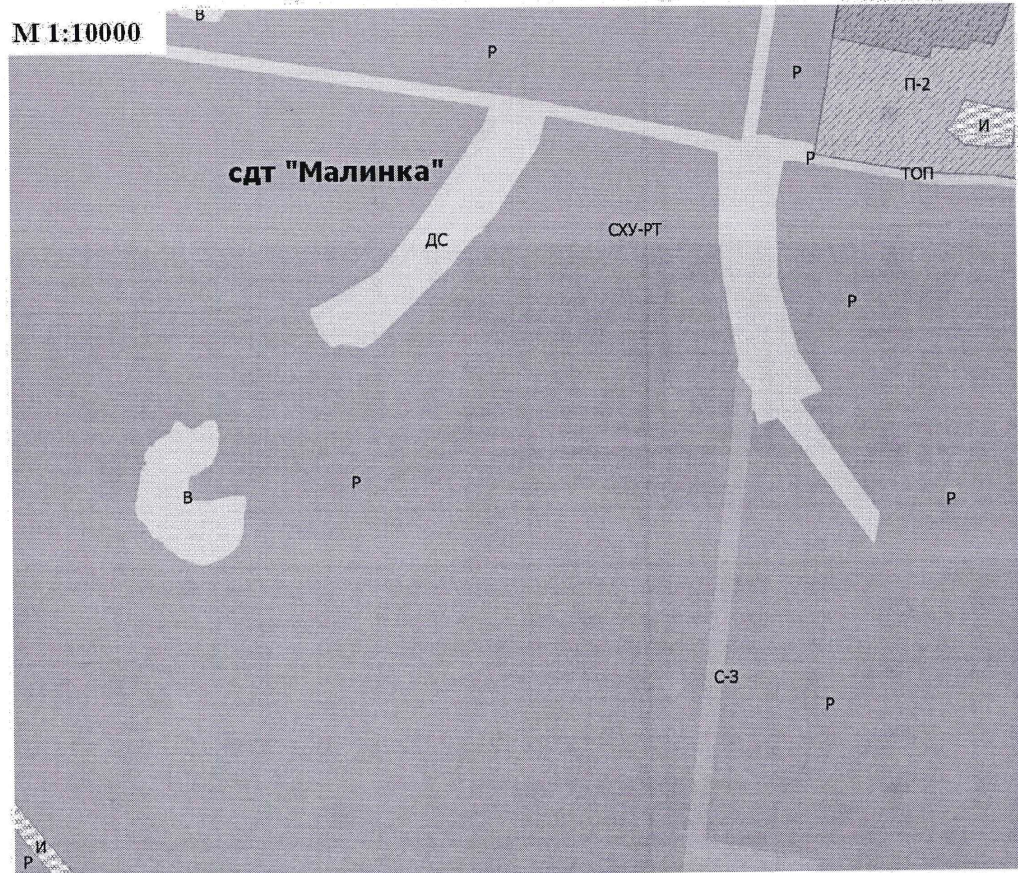 В
М 1:10000
Р
Р
П-2
И
Р
ТОП
сдт "Малинка"
ДС
СХУ-РТ
Р
Р
В
Р
С-3
Р
И
Р